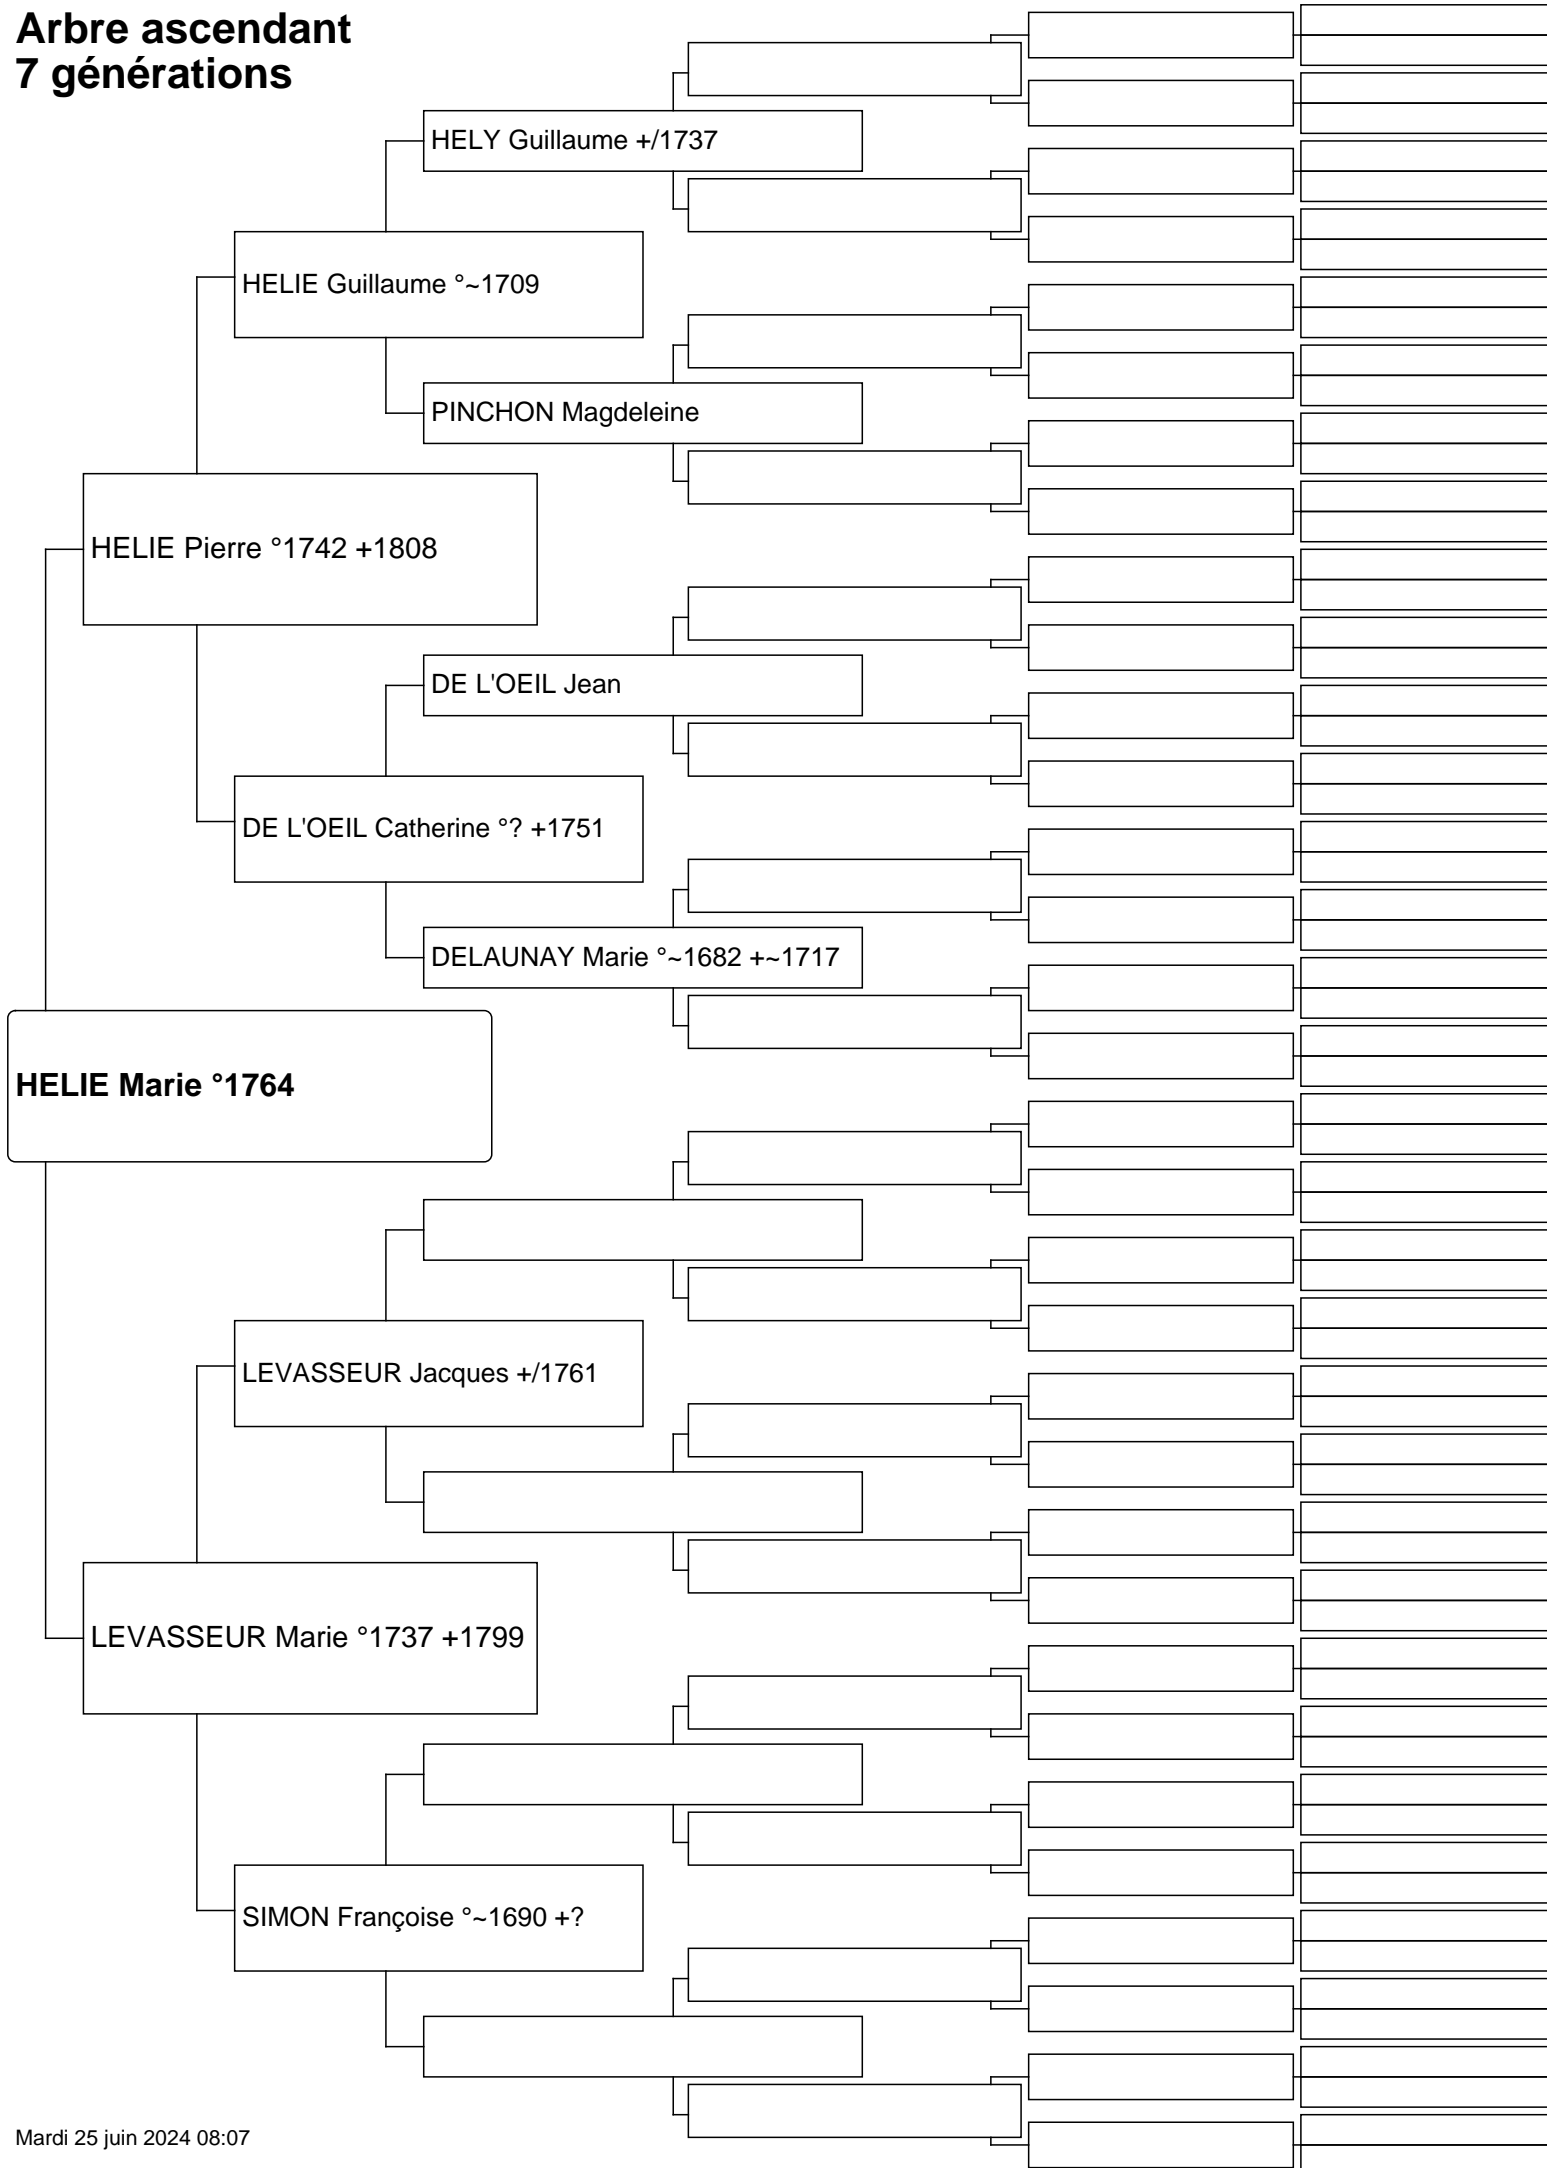 Arbre ascendant
7 générations
HELY Guillaume +/1737
HELIE Guillaume °~1709
PINCHON Magdeleine
HELIE Pierre °1742 +1808
DE L'OEIL Jean
DE L'OEIL Catherine °? +1751
DELAUNAY Marie °~1682 +~1717
HELIE Marie °1764
LEVASSEUR Jacques +/1761
LEVASSEUR Marie °1737 +1799
SIMON Françoise °~1690 +?
Mardi 25 juin 2024 08:07